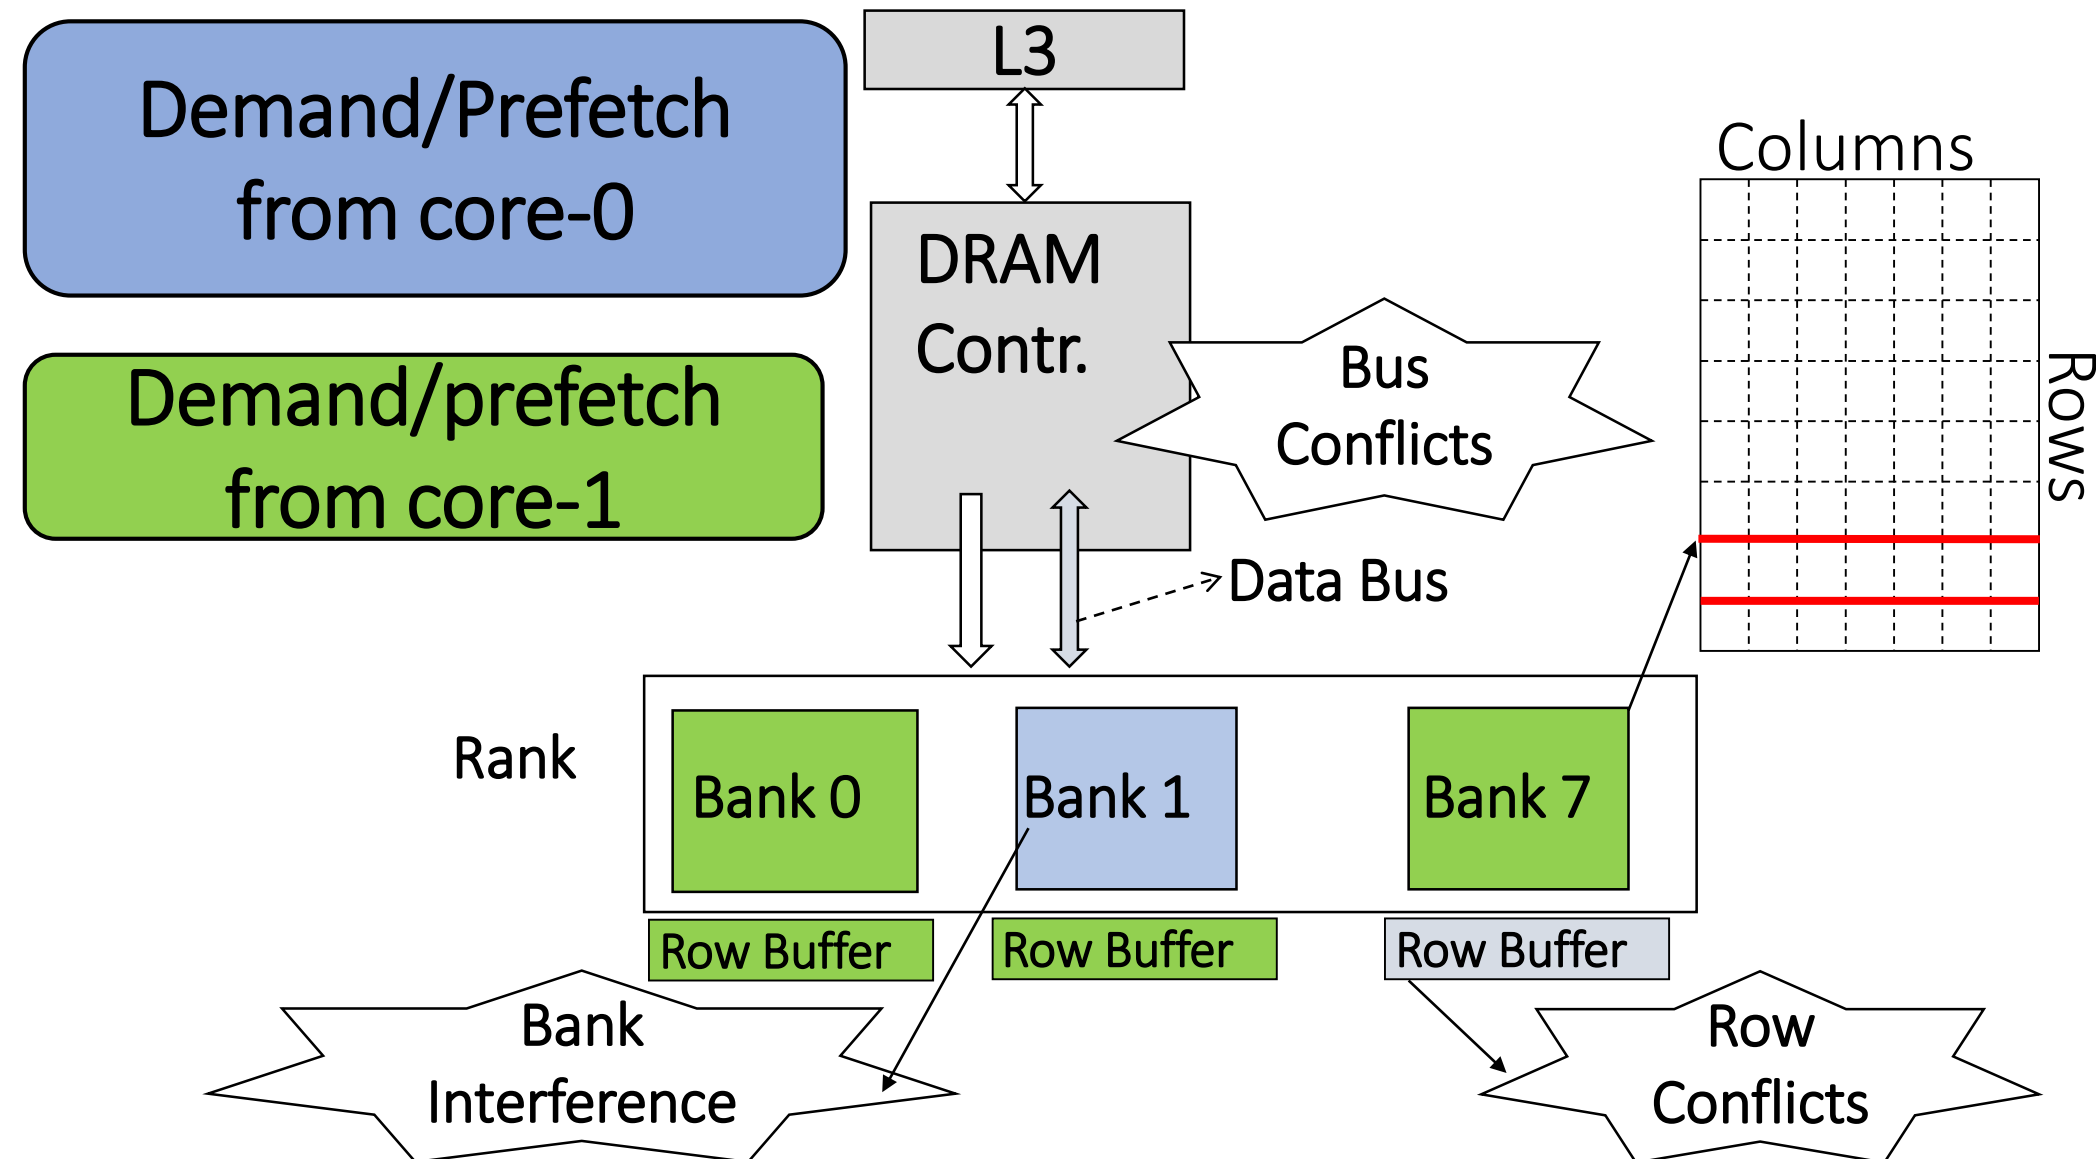 Demand/Prefetch
from core-0
Demand/prefetch
from core-1
L3
DRAM
Contr.
Bus
Conflicts
Data Bus
Columns
Rows
Rank
Bank 0
Bank 1
Bank 7
Row Buffer
Row Buffer
Row Buffer
Bank
Interference
Row
Conflicts